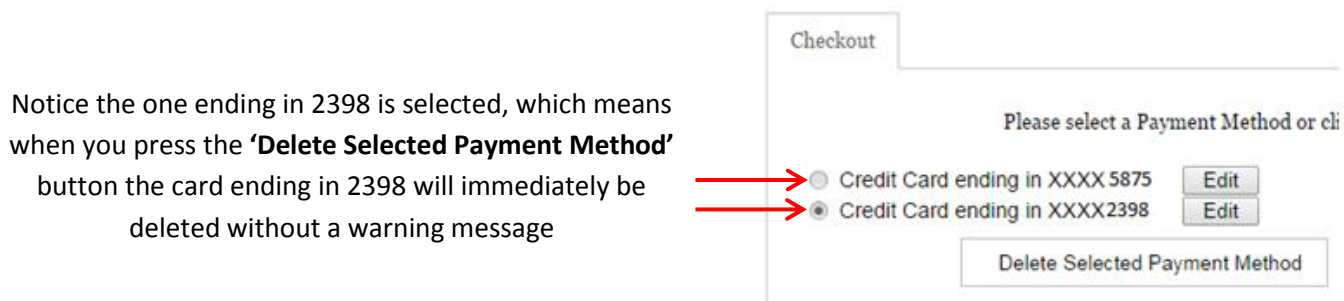 Notice the one ending in 2398 is selected, which means
when you press the ‘Delete Selected Payment Method’
button the card ending in 2398 will immediately be
deleted without a warning message
Checkout
Please select a Payment Method or
Credit Card ending in XXXX 5875 Edit
Credit Card ending in XXXX2398 Edit
Delete Selected Payment Method